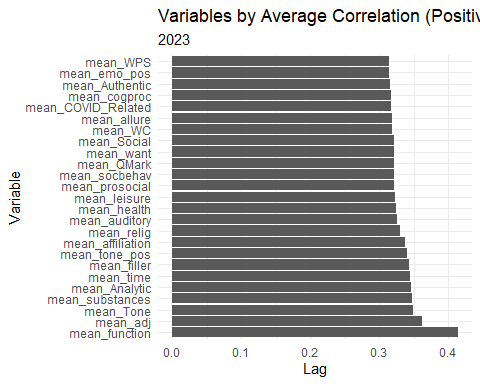 Variables by Average Correlation (Positiv
2023
mean_WPS
mean_emo_pos
mean_Authentic
mean_cogproc
mean_COVID_Related
mean_allure
mean_WC
mean_Social
mean_want
mean_QMark
mean_socbehav
mean_prosocial
mean_leisure
mean_health
mean_auditory
mean_relig
mean_affiliation
mean_tone_pos
mean_filler
mean_time
mean_Analytic
mean_substances
mean_Tone
mean_adj
mean_function
Variable
0.0 0.1 0.2 0.3 0.4
Lag